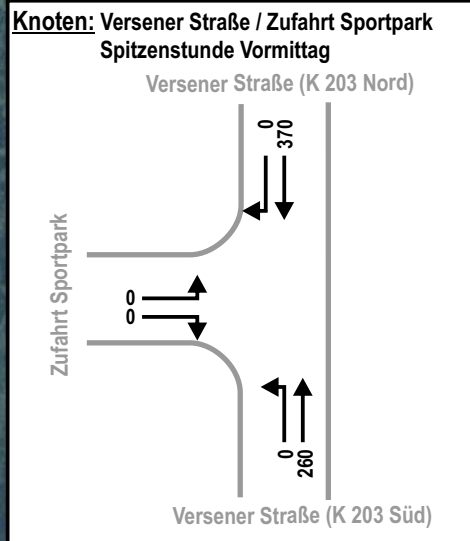 Knoten: Versener Straße / Zufahrt Sportpark
Spitzenstunde Vormittag
Versener Straße (K 203 Nord)
0
370
Zufahrt Sportpark
0
0
0
260
Versener Straße (K 203 Süd)